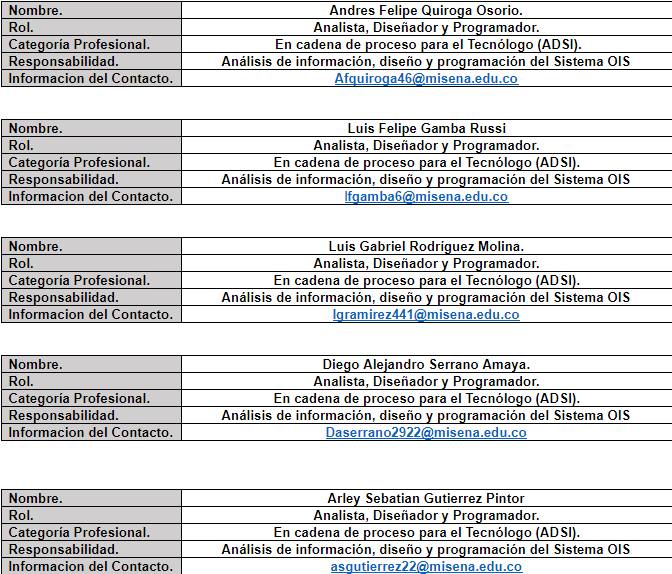 Nombre. Andres Felipe Quiroga Osorio.
Rol. Analista, Diseñador y Programador.
Categoría Profesional. En cadena de proceso para el Tecnólogo (ADSI).
Responsabilidad. Análisis de información, diseño y programación del Sistema OIS
Informacion del Contacto. Afquiroga46@misena.edu.co
Nombre. Luis Felipe Gamba Russi
Rol. Analista, Diseñador y Programador.
Categoría Profesional. En cadena de proceso para el Tecnólogo (ADSI).
Responsabilidad. Análisis de información, diseño y programación del Sistema OIS
Informacion del Contacto. lfgamba6@misena.edu.co
Nombre. Luis Gabriel Rodríguez Molina.
Rol. Analista, Diseñador y Programador.
Categoría Profesional. En cadena de proceso para el Tecnólogo (ADSI).
Responsabilidad. Análisis de información, diseño y programación del Sistema OIS
Informacion del Contacto. lgramirez441@misena.edu.co
Nombre. Diego Alejandro Serrano Amaya.
Rol. Analista, Diseñador y Programador.
Categoría Profesional. En cadena de proceso para el Tecnólogo (ADSI).
Responsabilidad. Análisis de información, diseño y programación del Sistema OIS
Informacion del Contacto. Daserrano2922@misena.edu.co
Nombre. Arley Sebatian Gutierrez Pintor
Rol. Analista, Diseñador y Programador.
Categoría Profesional. En cadena de proceso para el Tecnólogo (ADSI).
Responsabilidad. Análisis de información, diseño y programación del Sistema OIS
Informacion del Contacto. asgutierrez22@misena.edu.co